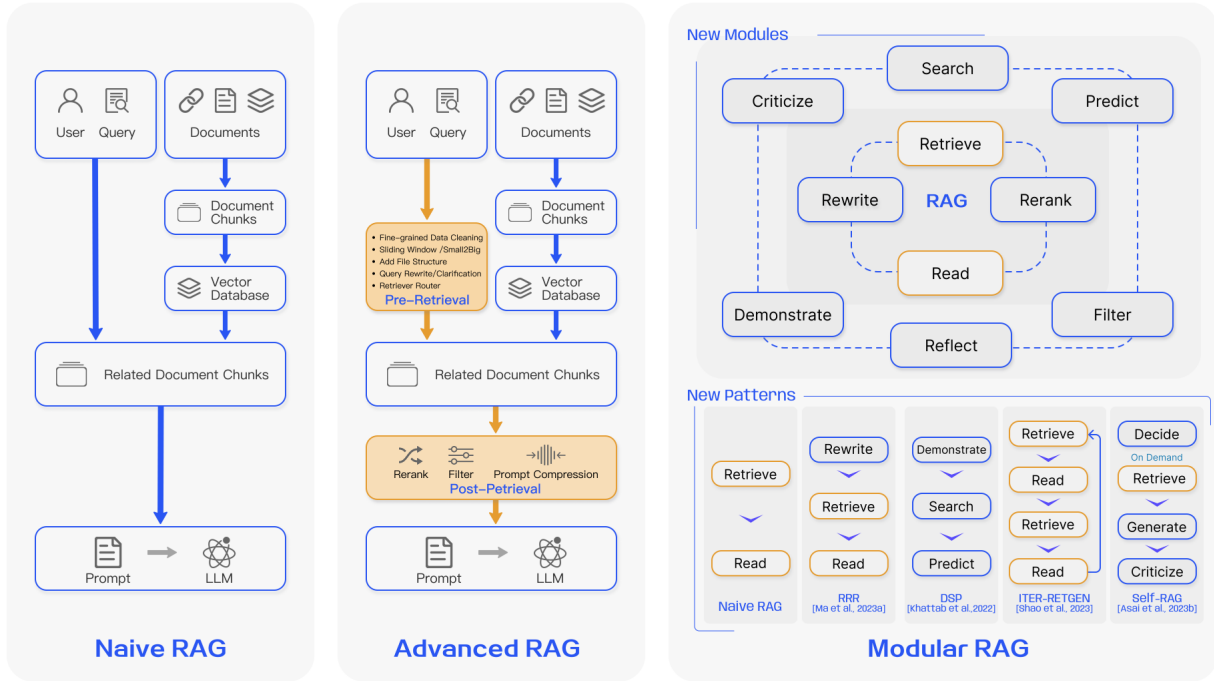 User Query
Documents
Document
Chunks
Vector
Database
Related Document Chunks
Prompt
LLM
Naive RAG
User Query
Documents
• Fine-grained Data Cleaning
• Sliding Window /Small2Big
• Add File Structure
• Query Rewrite/Clarification
• Retriever Router
Pre-Retrieval
Document
Chunks
Vector
Database
Related Document Chunks
Rerank
Filter
Prompt Compression
Post-Petrieval
Prompt
LLM
Advanced RAG
New Modules
Search
Criticize
Predict
Retrieve
Rewrite
RAG
Rerank
Read
Demonstrate
Filter
Reflect
New Patterns
Retrieve
Read
Naive RAG
Rewrite
Retrieve
Read
RRR
[Ma et al., 2023a]
Demonstrate
Search
Predict
DSP
[Khattab et al.,2022]
Retrieve
Read
Retrieve
Read
ITER-RETGEN
[Shao et al., 2023]
Decide
On Demand
Retrieve
Generate
Criticize
Self-RAG
[Asai et al., 2023b]
Modular RAG